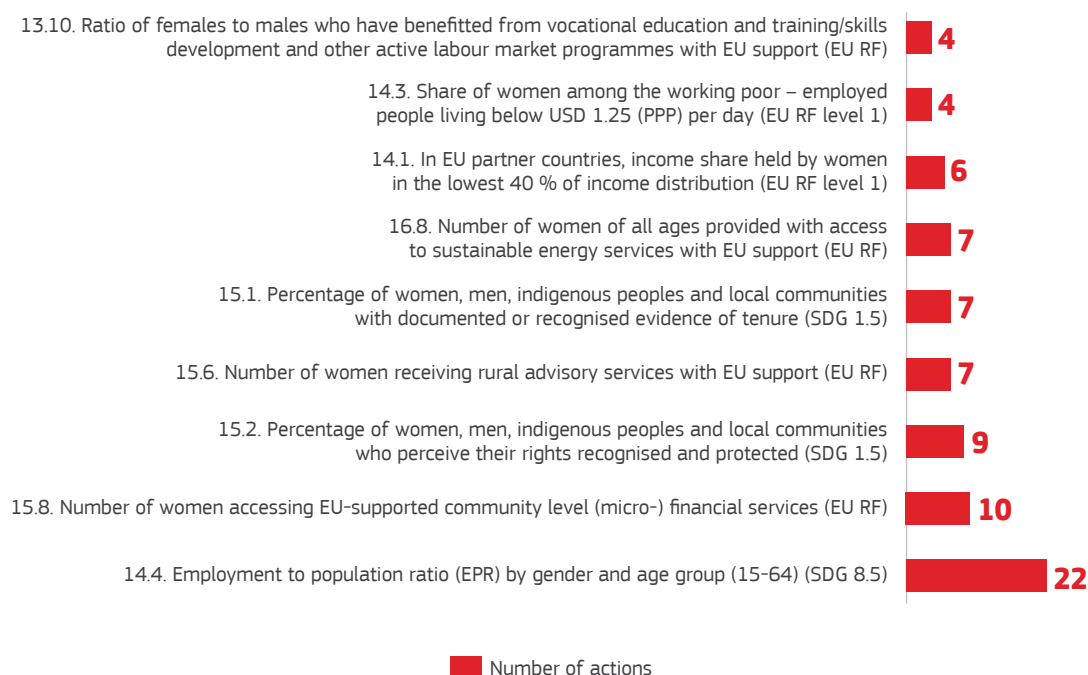 13.10. Ratio of females to males who have benefitted from vocational education and training/skills
development and other active labour market programmes with EU support (EU RF)
4
14.3. Share of women among the working poor – employed
people living below USD 1.25 (PPP) per day (EU RF level 1)
4
14.1. In EU partner countries, income share held by women
in the lowest 40 % of income distribution (EU RF level 1)
6
16.8. Number of women of all ages provided with access
to sustainable energy services with EU support (EU RF)
7
15.1. Percentage of women, men, indigenous peoples and local communities
with documented or recognised evidence of tenure (SDG 1.5)
7
15.6. Number of women receiving rural advisory services with EU support (EU RF)
7
15.2. Percentage of women, men, indigenous peoples and local communities
who perceive their rights recognised and protected (SDG 1.5)
9
15.8. Number of women accessing EU-supported community level (micro-) financial services (EU RF)
10
14.4. Employment to population ratio (EPR) by gender and age group (15-64) (SDG 8.5)
22
Number of actions